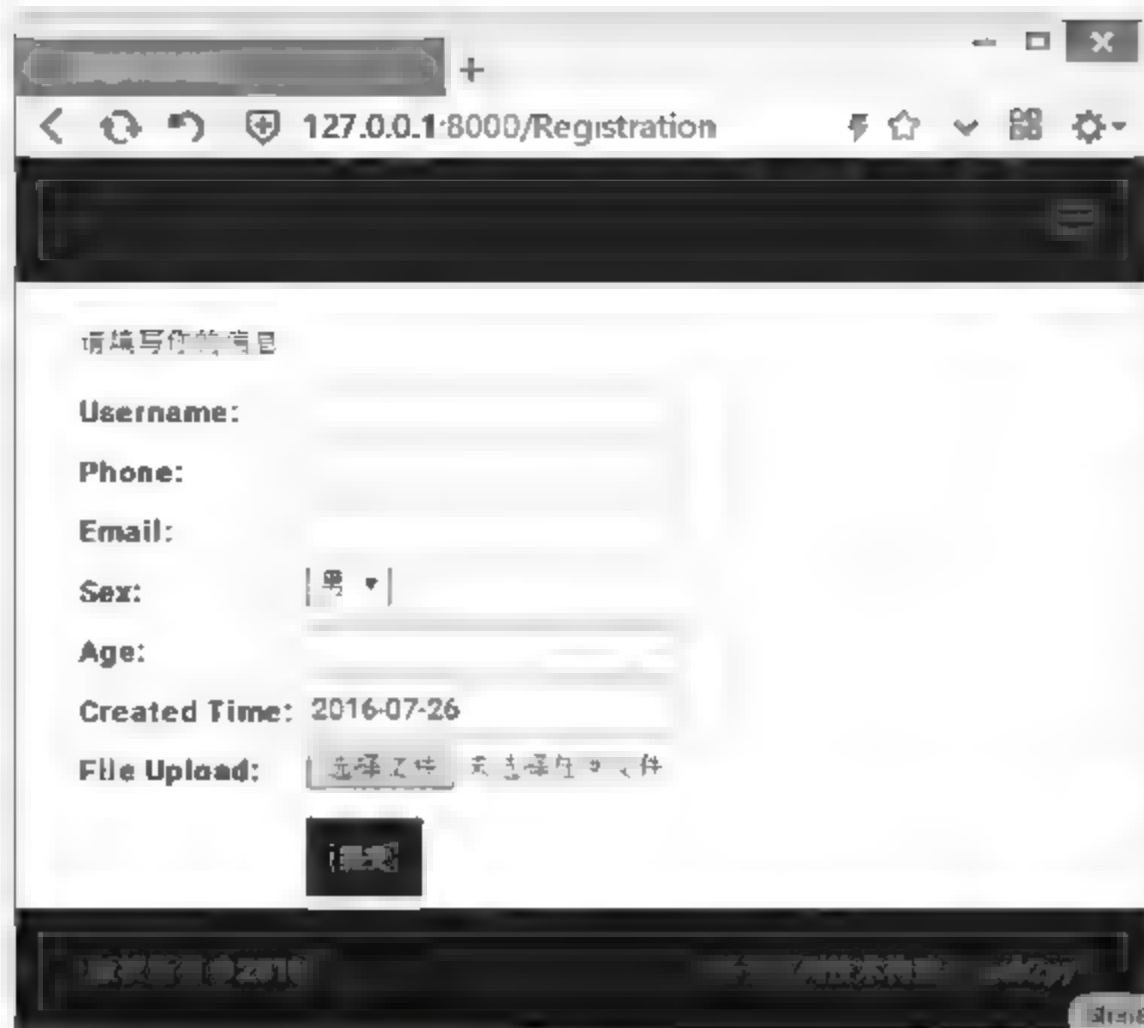 127.0.0.1:8000/Registration
请填写你的信息
Username:
Phone:
Email:
Sex: 男
Age:
Created Time: 2016-07-26
File Upload: 选择文件 未选择任何文件